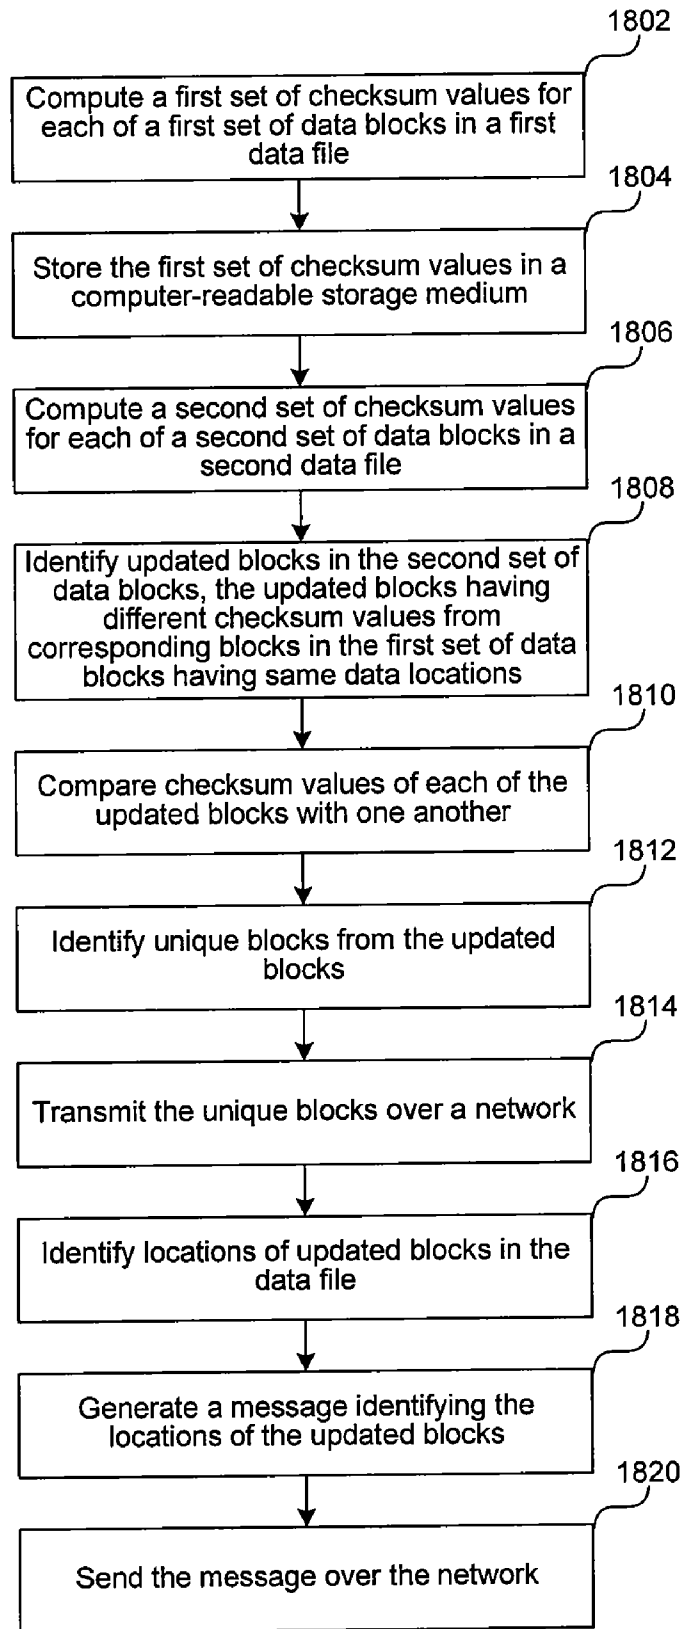 1802
Compute a first set of checksum values for
each of a first set of data blocks in a first
data file
1804
Store the first set of checksum values in a
computer-readable storage medium
1806
Compute a second set of checksum values
for each of a second set of data blocks in a
second data file
1808
Identify updated blocks in the second set of
data blocks, the updated blocks having
different checksum values from
corresponding blocks in the first set of data
blocks having same data locations
1810
Compare checksum values of each of the
updated blocks with one another
1812
Identify unique blocks from the updated
blocks
1814
Transmit the unique blocks over a network
1816
Identify locations of updated blocks in the
data file
1818
Generate a message identifying the
locations of the updated blocks
1820
Send the message over the network